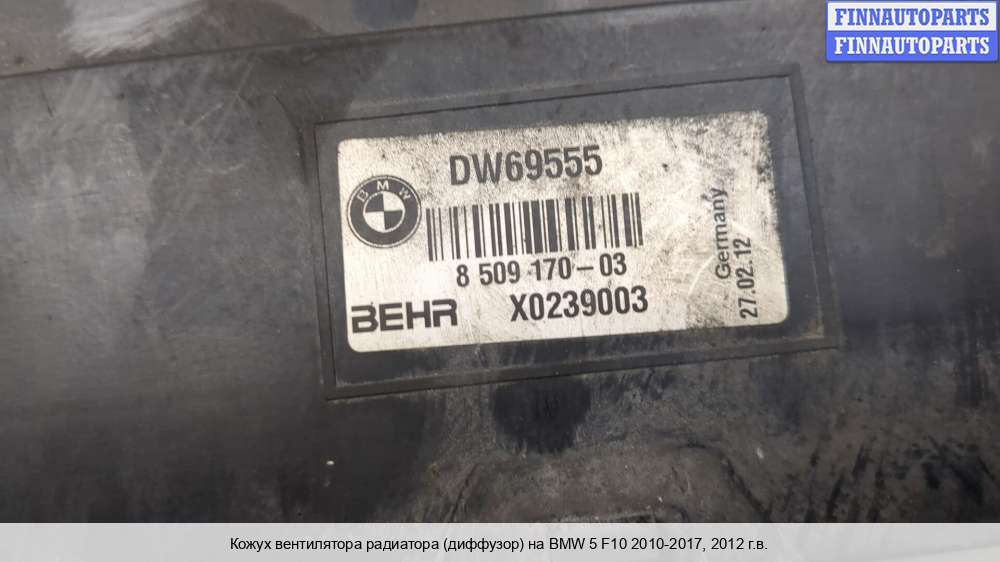 FINNAUTOPARTS
FINNAUTOPARTS
DW69555
BMW
8 509 170-03
BEHR X0239003
Germany
27.02.12
Кожух вентилятора радиатора (диффузор) на BMW 5 F10 2010-2017, 2012 г.в.